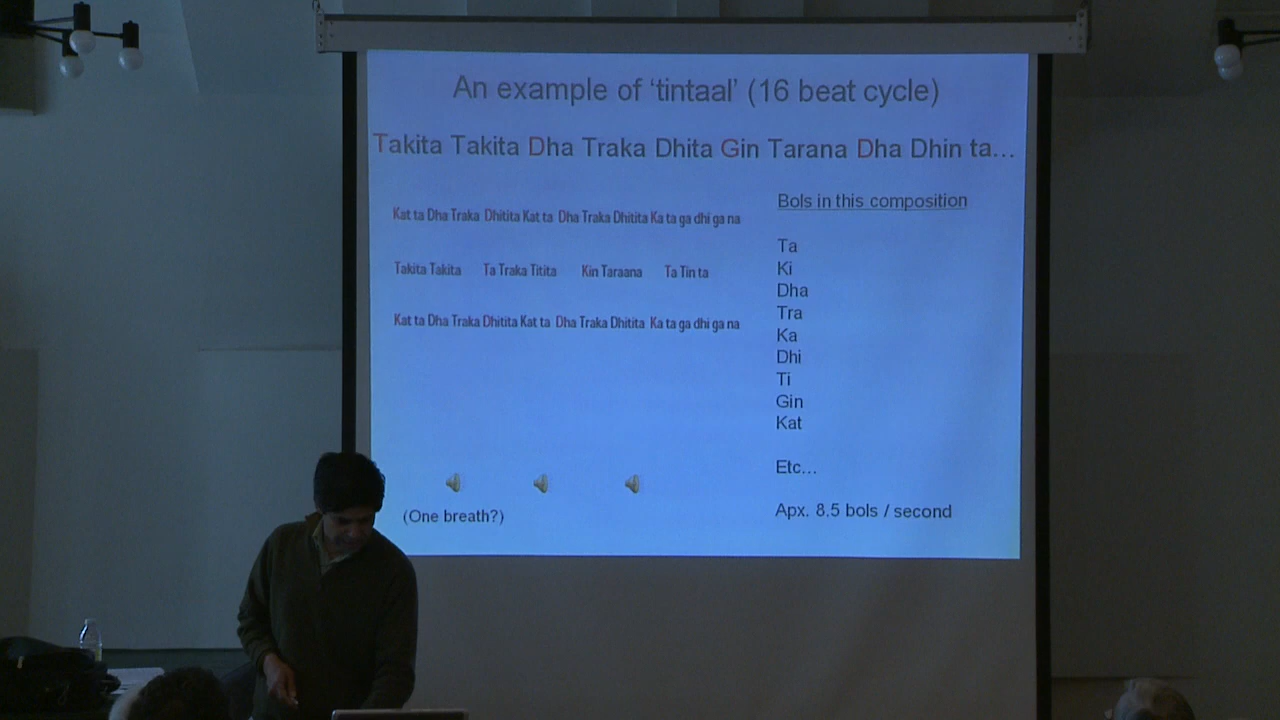 An example of ‘tintaal’ (16 beat cycle)
Takita Takita Dha Traka Dhita Gin Tarana Dha Dhin ta...
Kat ta Dha Traka Dhitita Kat ta Dha Traka Dhitita Ka ta ga dhi ga na
Takita Takita Ta Traka Titita Kin Taraana Ta Tin ta
Kat ta Dha Traka Dhitita Kat ta Dha Traka Dhitita Ka ta ga dhi ga na
(One breath?)
Bols in this composition
Ta
Ki
Dha
Tra
Ka
Dhi
Ti
Gin
Kat
Etc...
Apx. 8.5 bols / second